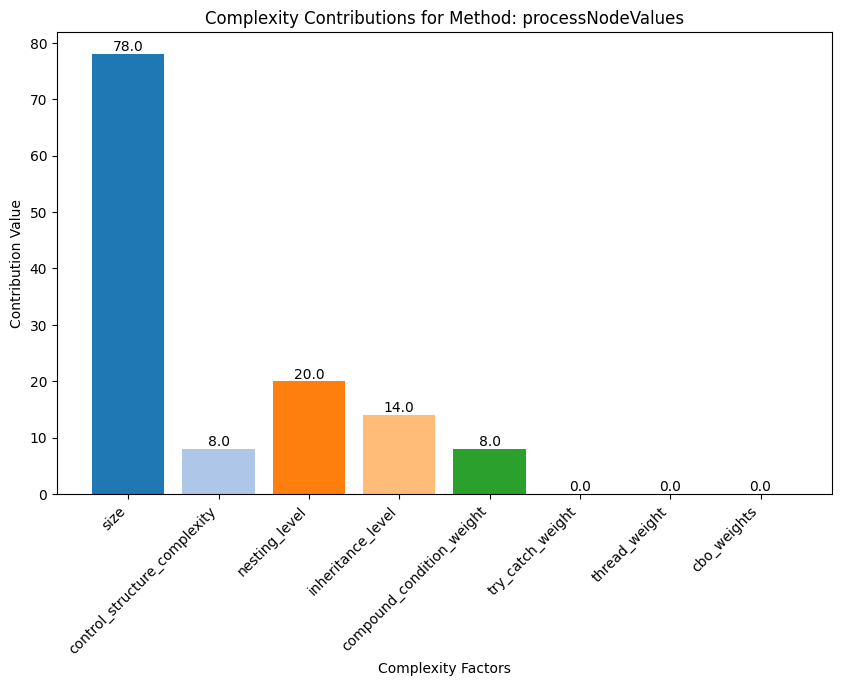 Complexity Contributions for Method: processNodeValues
Contribution Value
80
70
60
50
40
30
20
10
0
78.0
8.0
20.0
14.0
8.0
0.0
0.0
0.0
size
control_structure_complexity
nesting_level
inheritance_level
compound_condition_weight
try_catch_weight
thread_weight
cbo_weights
Complexity Factors